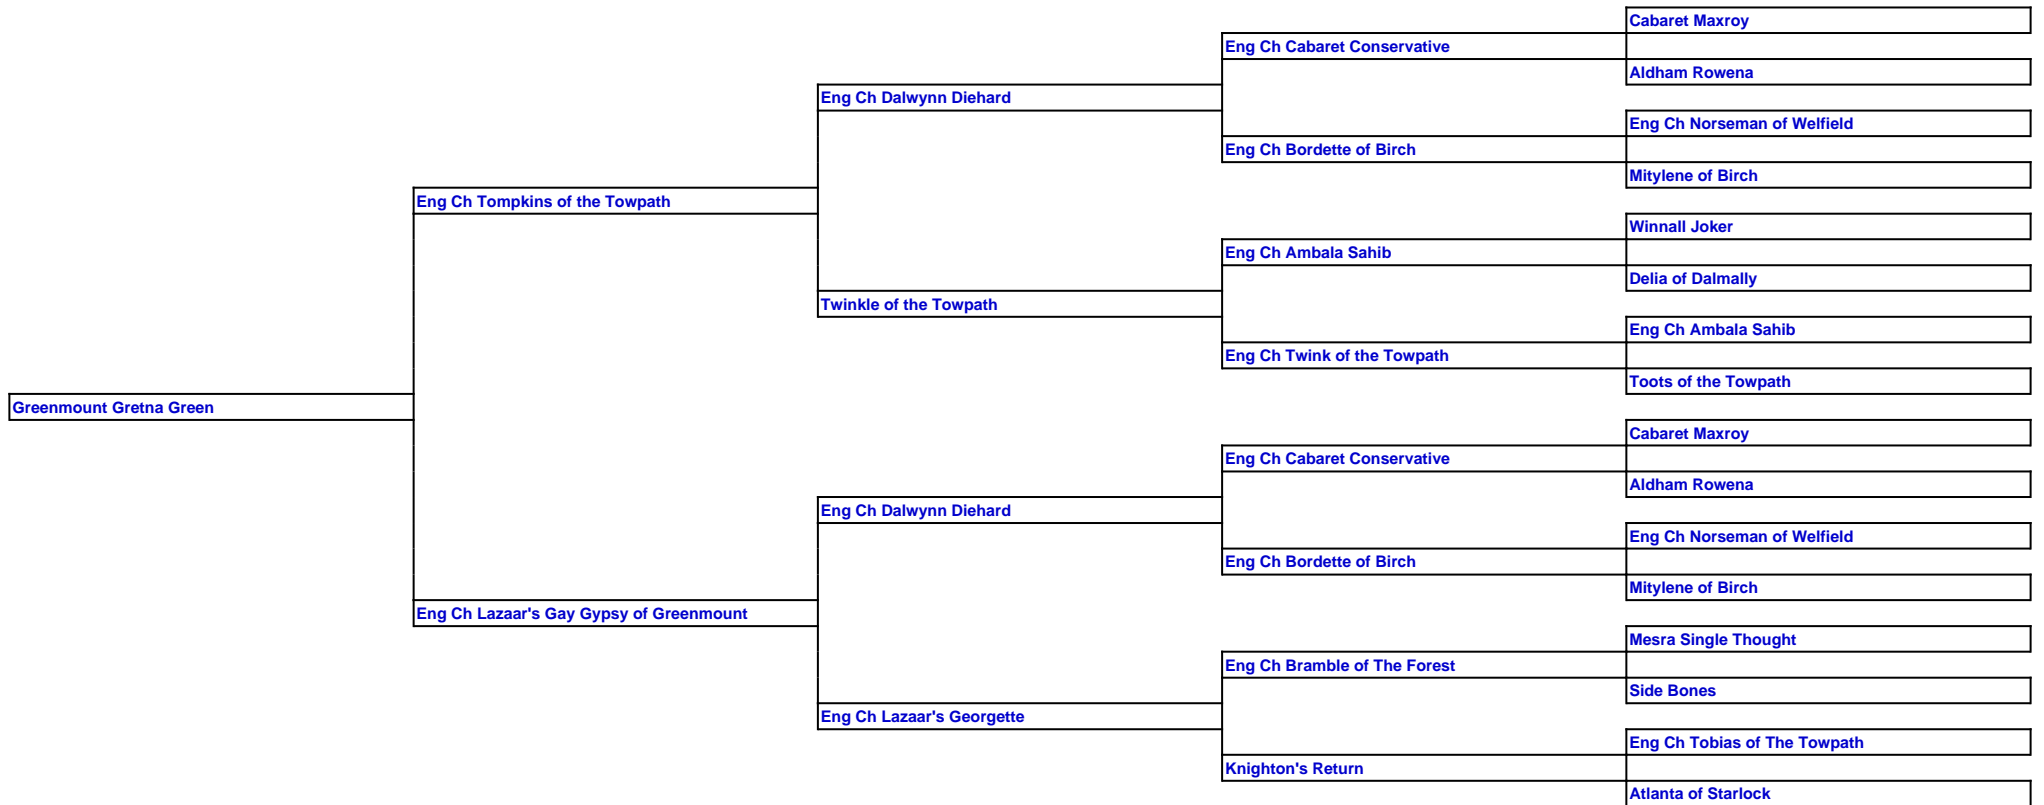 Cabaret Maxroy
Eng Ch Cabaret Conservative
Aldham Rowena
Eng Ch Dalwynn Diehard
Eng Ch Norseman of Welfield
Eng Ch Bordette of Birch
Mitylene of Birch
Eng Ch Tompkins of the Towpath
Winnall Joker
Eng Ch Ambala Sahib
Delia of Dalmally
Twinkle of the Towpath
Eng Ch Ambala Sahib
Eng Ch Twink of the Towpath
Toots of the Towpath
Greenmount Gretna Green
Cabaret Maxroy
Eng Ch Cabaret Conservative
Aldham Rowena
Eng Ch Dalwynn Diehard
Eng Ch Norseman of Welfield
Eng Ch Bordette of Birch
Mitylene of Birch
Eng Ch Lazaar's Gay Gypsy of Greenmount
Mesra Single Thought
Eng Ch Bramble of The Forest
Side Bones
Eng Ch Lazaar's Georgette
Eng Ch Tobias of The Towpath
Knighton's Return
Atlanta of Starlock